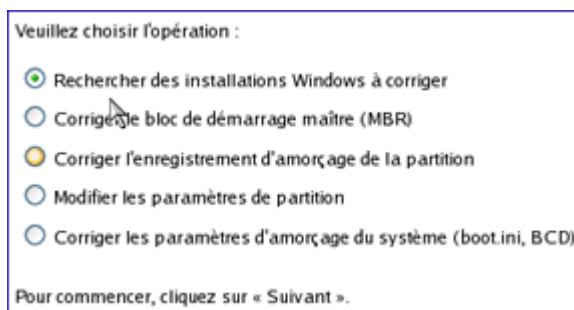 Veuillez choisir l'opération :
Rechercher des installations Windows à corriger
Corriger le bloc de démarrage maître (MBR)
Corriger l'enregistrement d'amorçage de la partition
Modifier les paramètres de partition
Corriger les paramètres d'amorçage du système (boot.ini, BCD)
Pour commencer, cliquez sur « Suivant ».